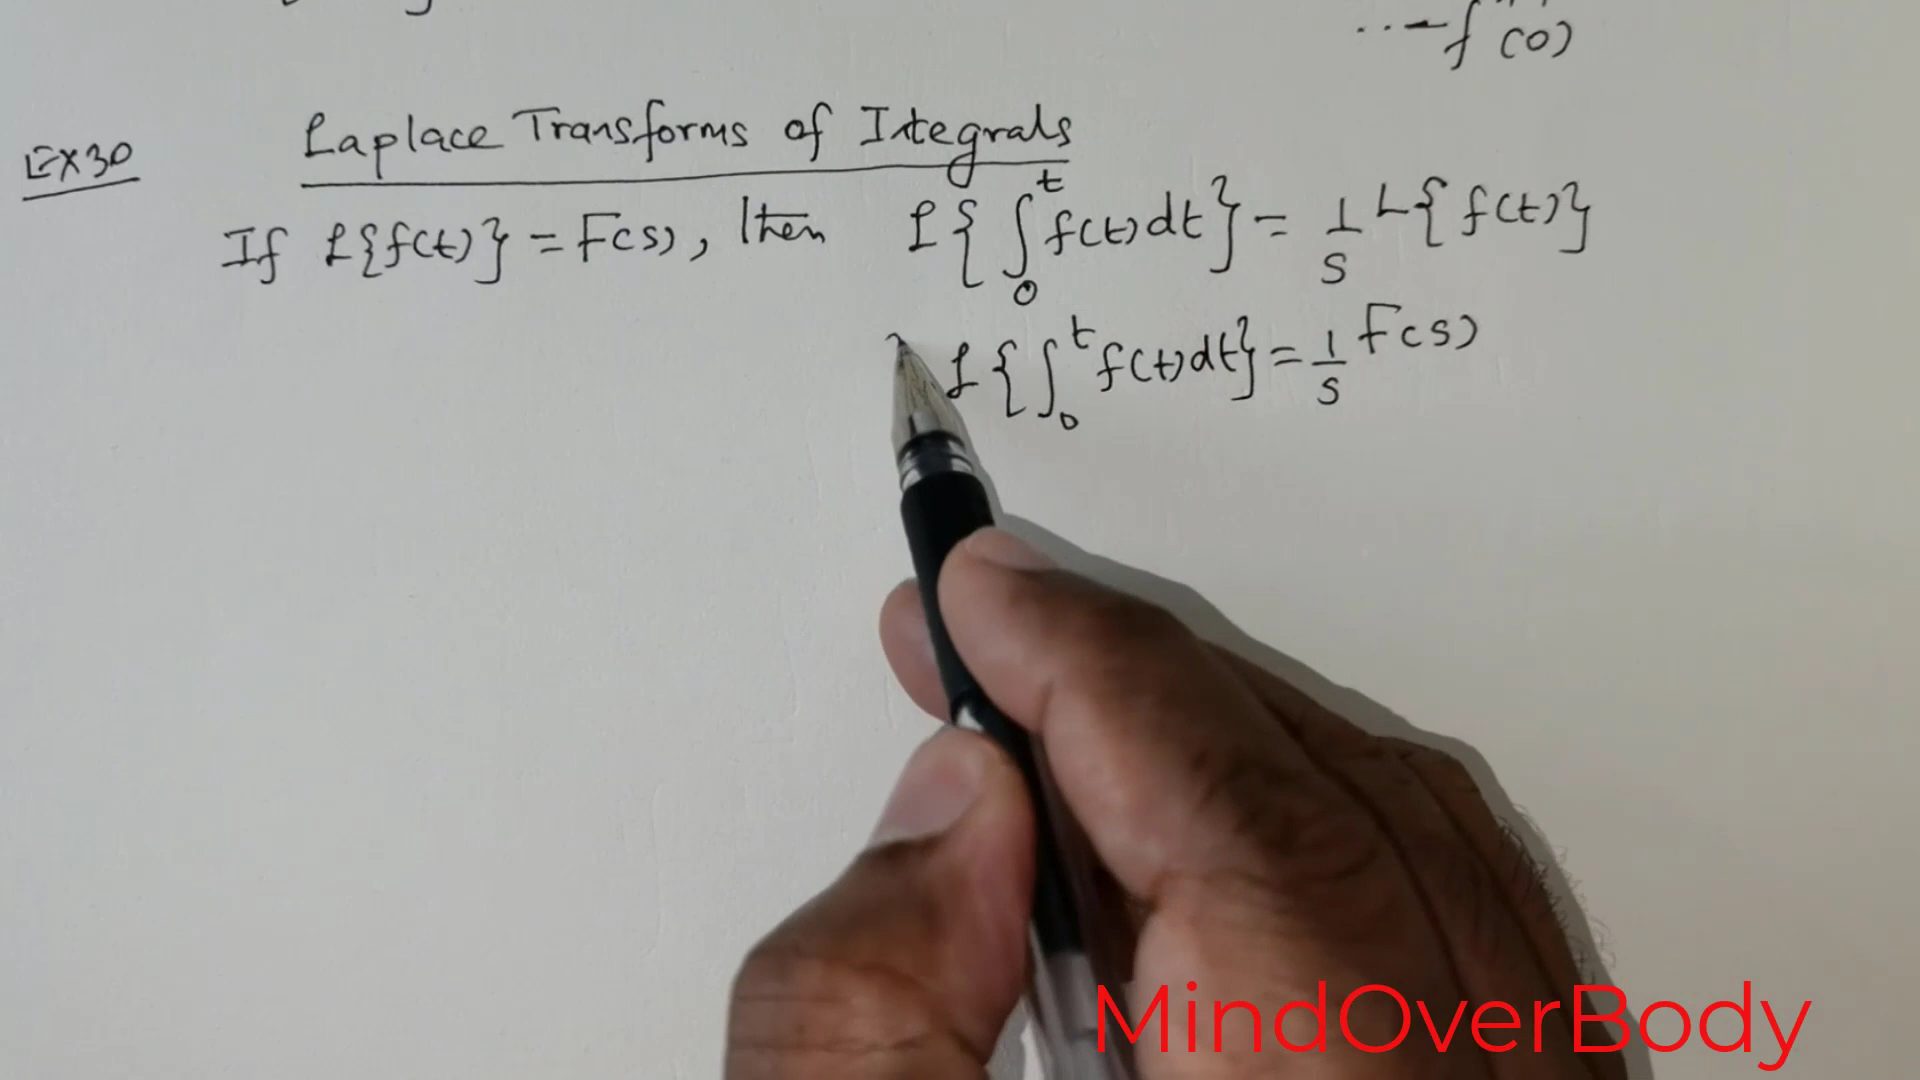 ...-f (0)
Laplace Transforms of Integrals
EX30
If L{f(t)} = F(s), then L{∫₀ᵗ f(t)dt} = 1/s L{f(t)}
L{∫₀ᵗ f(t)dt} = 1/s F(s)
MindOverBody